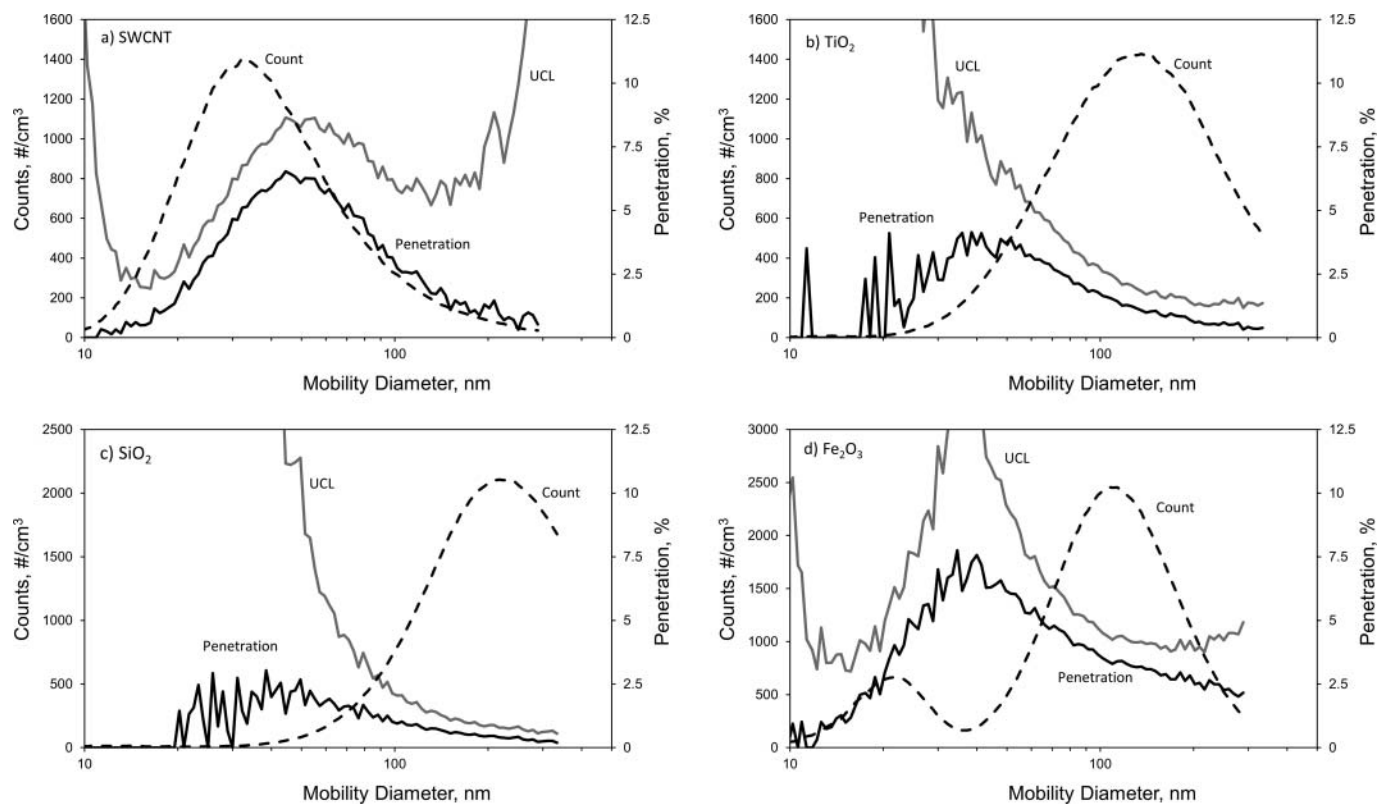 a) SWCNT
Count
UCL
Penetration
1600
1400
1200
1000
800
600
400
200
0
12.5
10
7.5
5
2.5
0
10
100
Counts, #/cm³
Penetration, %
Mobility Diameter, nm
b) TiO₂
UCL
Count
Penetration
1600
1400
1200
1000
800
600
400
200
0
12.5
10
7.5
5
2.5
0
10
100
Counts, #/cm³
Penetration, %
Mobility Diameter, nm
c) SiO₂
UCL
Count
Penetration
2500
2000
1500
1000
500
0
12.5
10
7.5
5
2.5
0
10
100
Counts, #/cm³
Penetration, %
Mobility Diameter, nm
d) Fe₂O₃
UCL
Count
Penetration
3000
2500
2000
1500
1000
500
0
12.5
10
7.5
5
2.5
0
10
100
Counts, #/cm³
Penetration, %
Mobility Diameter, nm